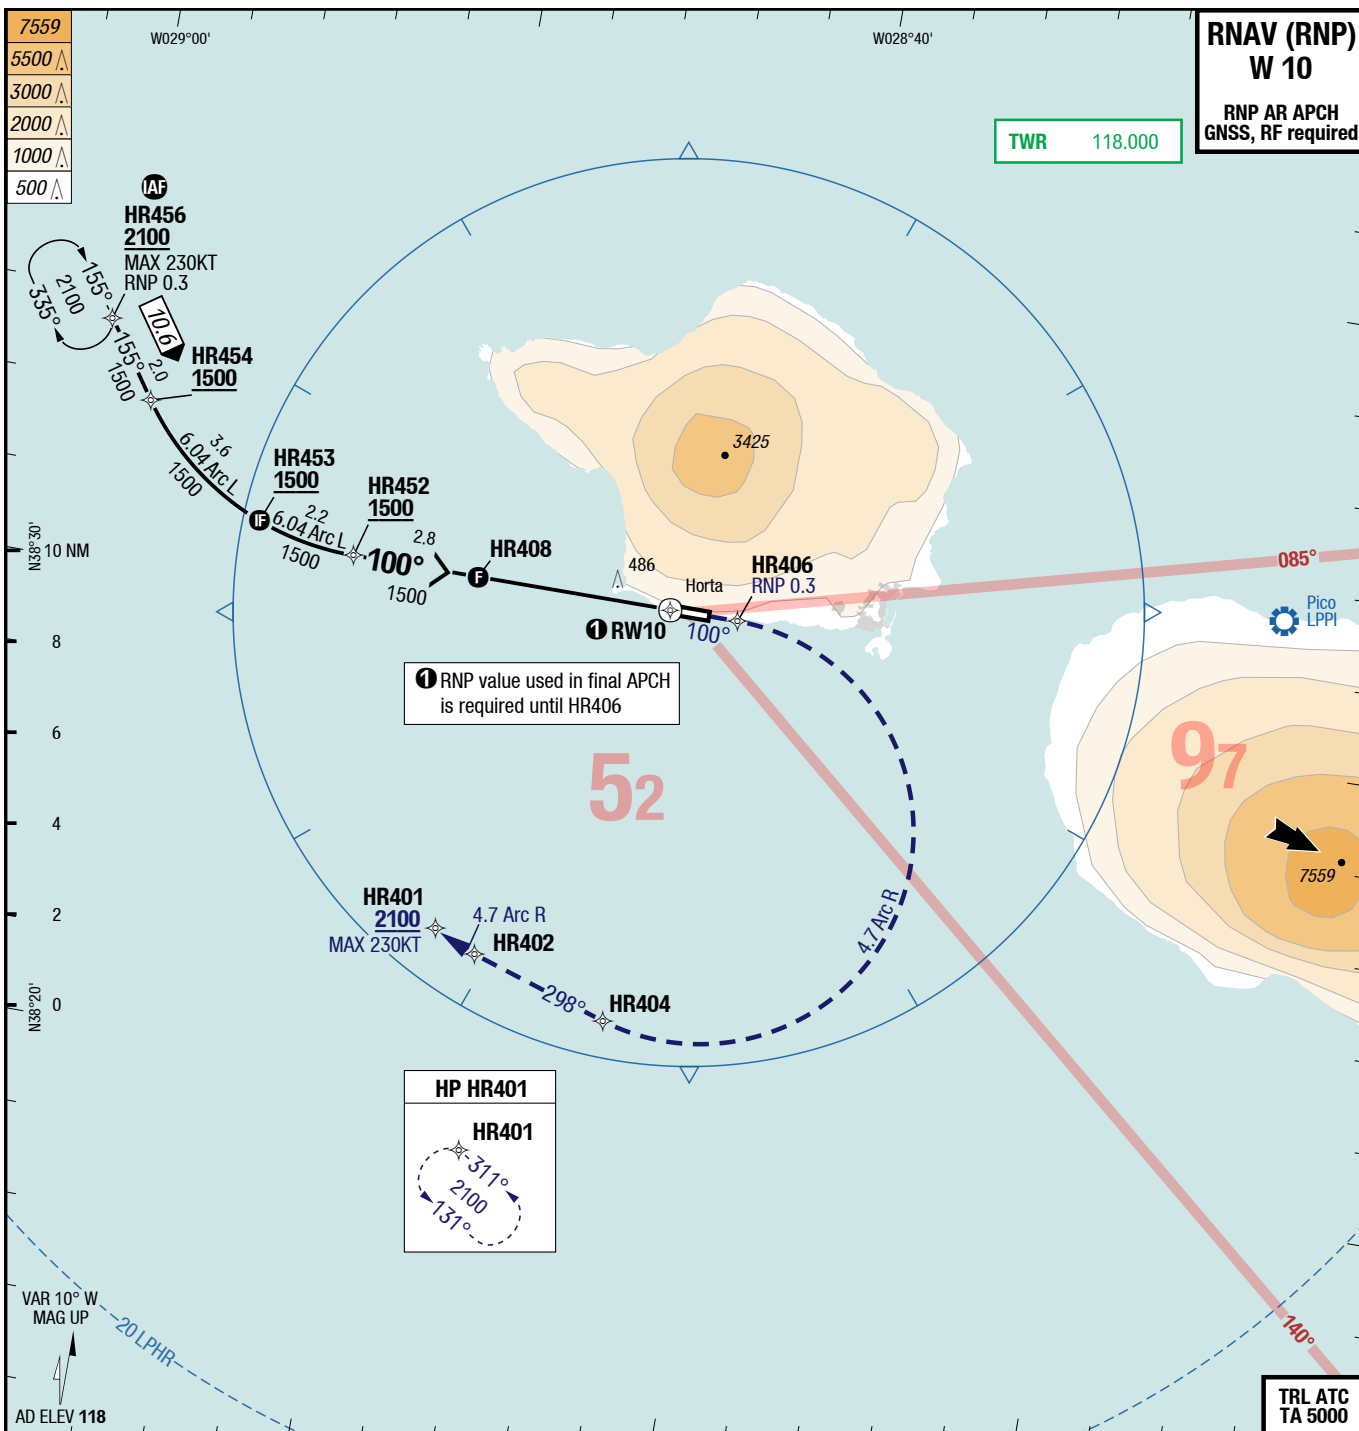 7559
5500
3000
2000
1000
500
W029°00'
W028°40'
RNAV (RNP)
W 10
RNP AR APCH
GNSS, RF required
TWR 118.000
IAF
HR456
2100
MAX 230KT
RNP 0.3
155°
2100
335°
10.6
155°
2.0
1500
HR454
1500
3.6
6.04 Arc L
1500
HR453
1500
IF
2.2
6.04 Arc L
1500
HR452
1500
100°
2.8
1500
HR408
F
3425
486
Horta
HR406
RNP 0.3
1 RW10
100°
085°
Pico
LPPI
N38°30'
10 NM
8
6
4
2
0
N38°20'
1 RNP value used in final APCH
is required until HR406
52
97
7559
HR401
2100
MAX 230KT
4.7 Arc R
HR402
298°
HR404
4.7 Arc R
HP HR401
HR401
311°
2100
131°
140°
20 LPHR
VAR 10° W
MAG UP
AD ELEV 118
TRL ATC
TA 5000